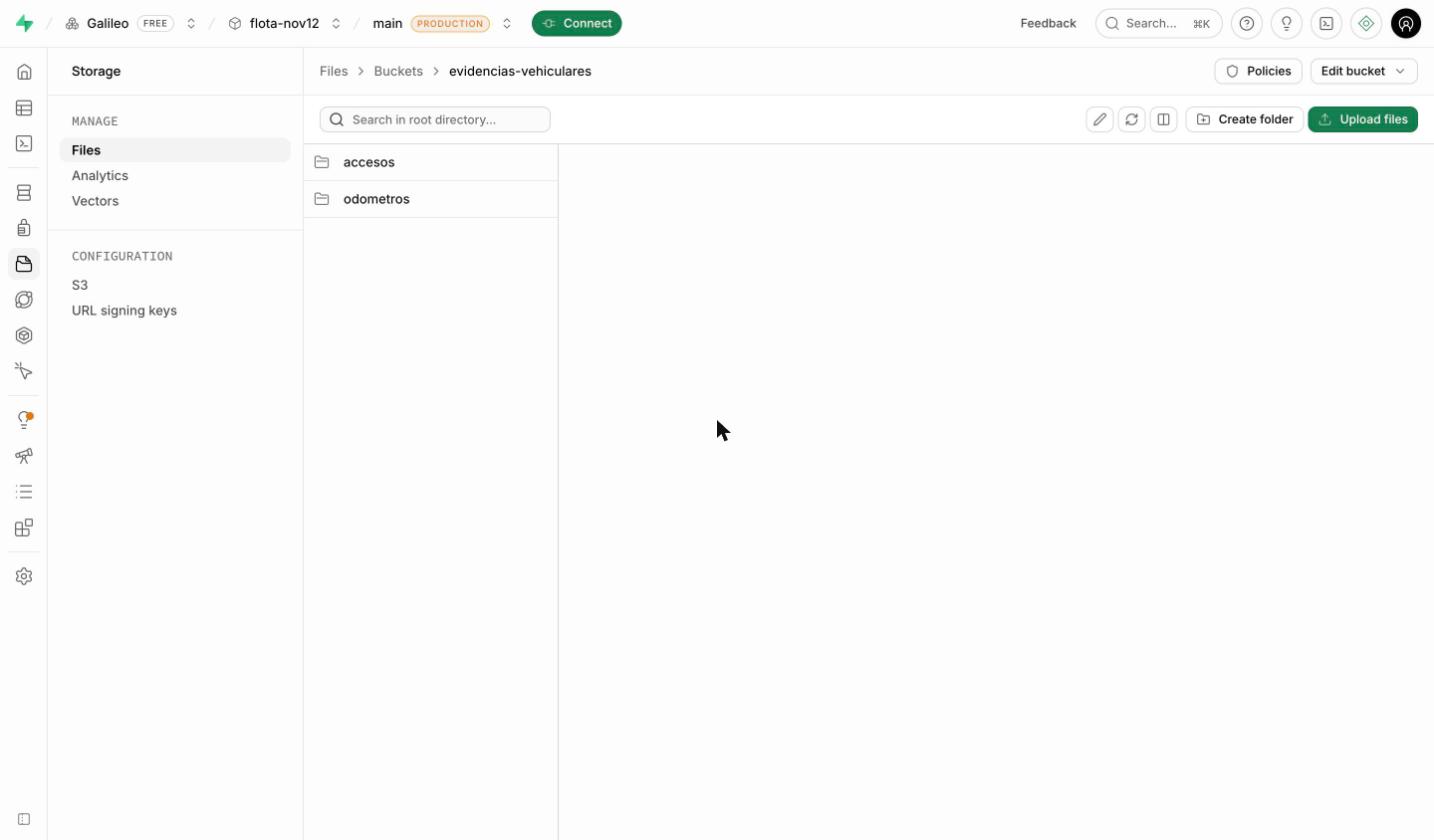 Galileo FREE flota-nov12 main PRODUCTION Connect Feedback Search... ⌘K
Storage
Files > Buckets > evidencias-vehiculares Policies Edit bucket
MANAGE
Files
Analytics
Vectors
CONFIGURATION
S3
URL signing keys
Search in root directory... Create folder Upload files
accesos
odometros